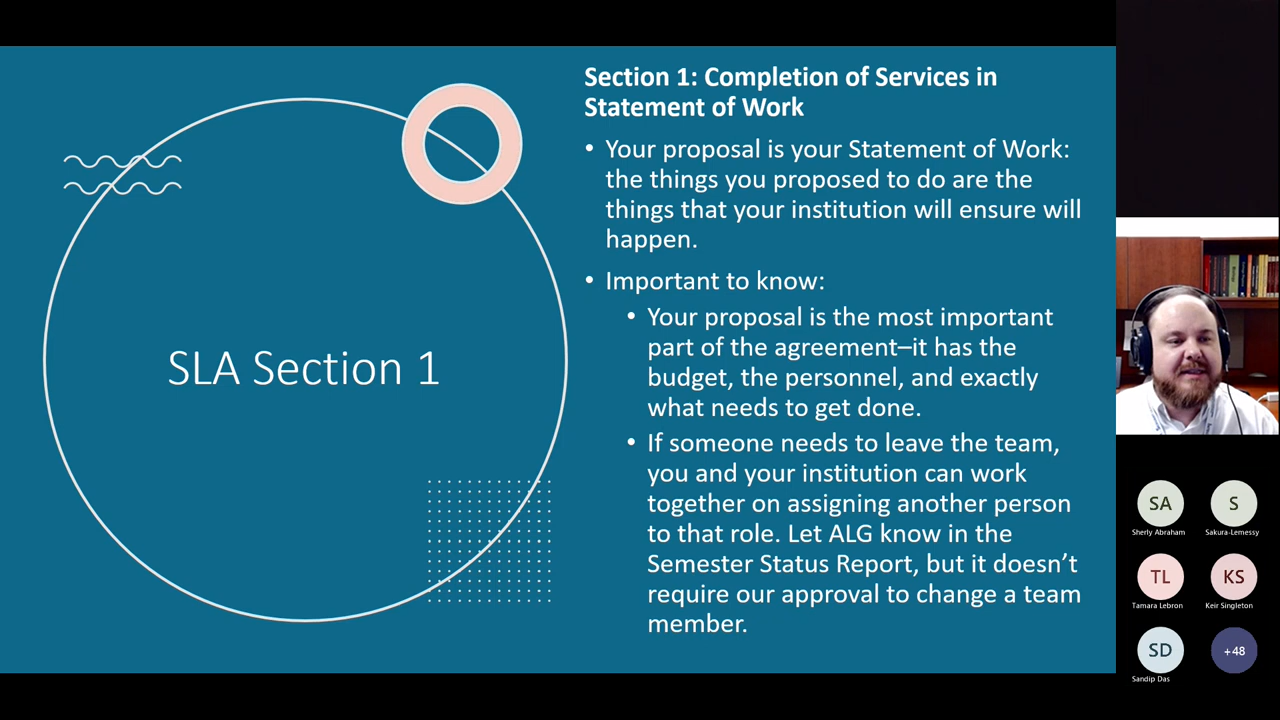 SLA Section 1
Section 1: Completion of Services in
Statement of Work
• Your proposal is your Statement of Work:
the things you proposed to do are the
things that your institution will ensure will
happen.
• Important to know:
• Your proposal is the most important
part of the agreement–it has the
budget, the personnel, and exactly
what needs to get done.
• If someone needs to leave the team,
you and your institution can work
together on assigning another person
to that role. Let ALG know in the
Semester Status Report, but it doesn’t
require our approval to change a team
member.
SA
S
Sherly Abraham
Sakura-Lemessy
TL
KS
Tamara Lebron
Keir Singleton
SD
+48
Sandip Das